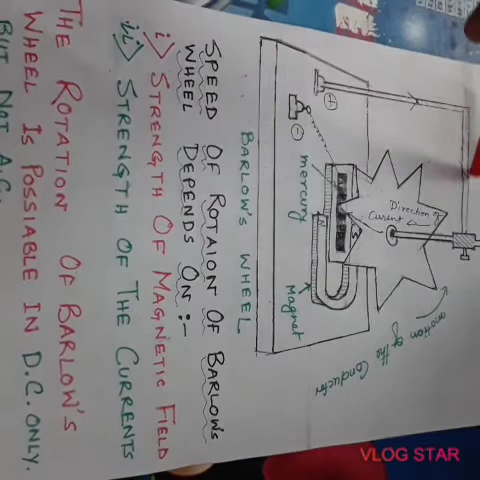 +
-
Direction of
Current
S
mercury
Magnet
motion of the Conductor
BARLOW'S WHEEL
SPEED OF ROTAION OF BARLOW'S
WHEEL DEPENDS ON :-
i) STRENGTH OF MAGNETIC FIELD
ii) STRENGTH OF THE CURRENTS
THE ROTATION OF BARLOW'S
WHEEL IS POSSIABLE IN D.C. ONLY.
BUT NOT A.C.
VLOG STAR